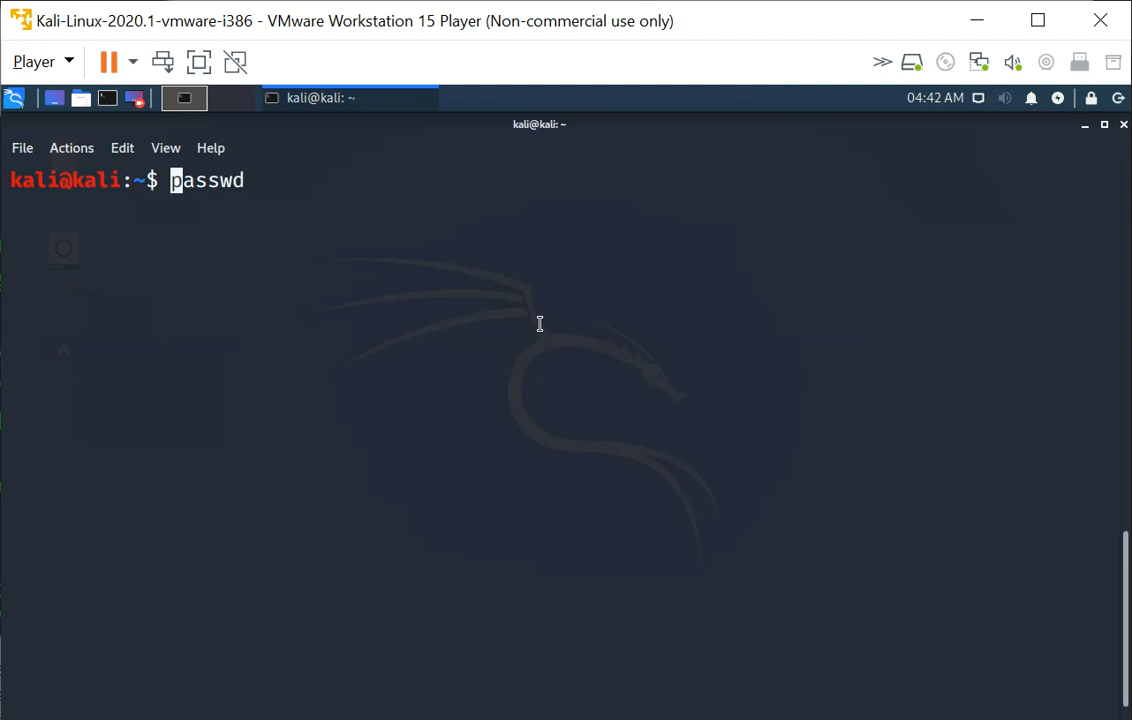 Kali-Linux-2020.1-vmware-i386 - VMware Workstation 15 Player (Non-commercial use only)
Player
kali@kali: ~
04:42 AM
kali@kali: ~
File Actions Edit View Help
kali@kali:~$ passwd